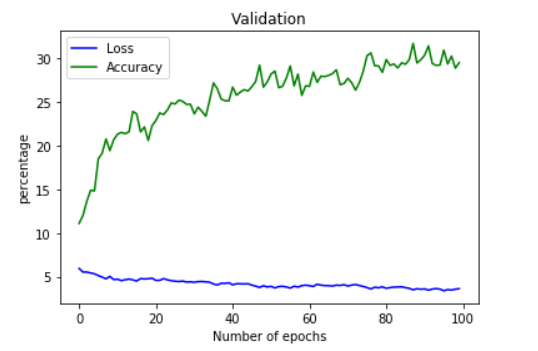 Validation
Loss
Accuracy
30
25
20
15
10
5
percentage
0 20 40 60 80 100
Number of epochs